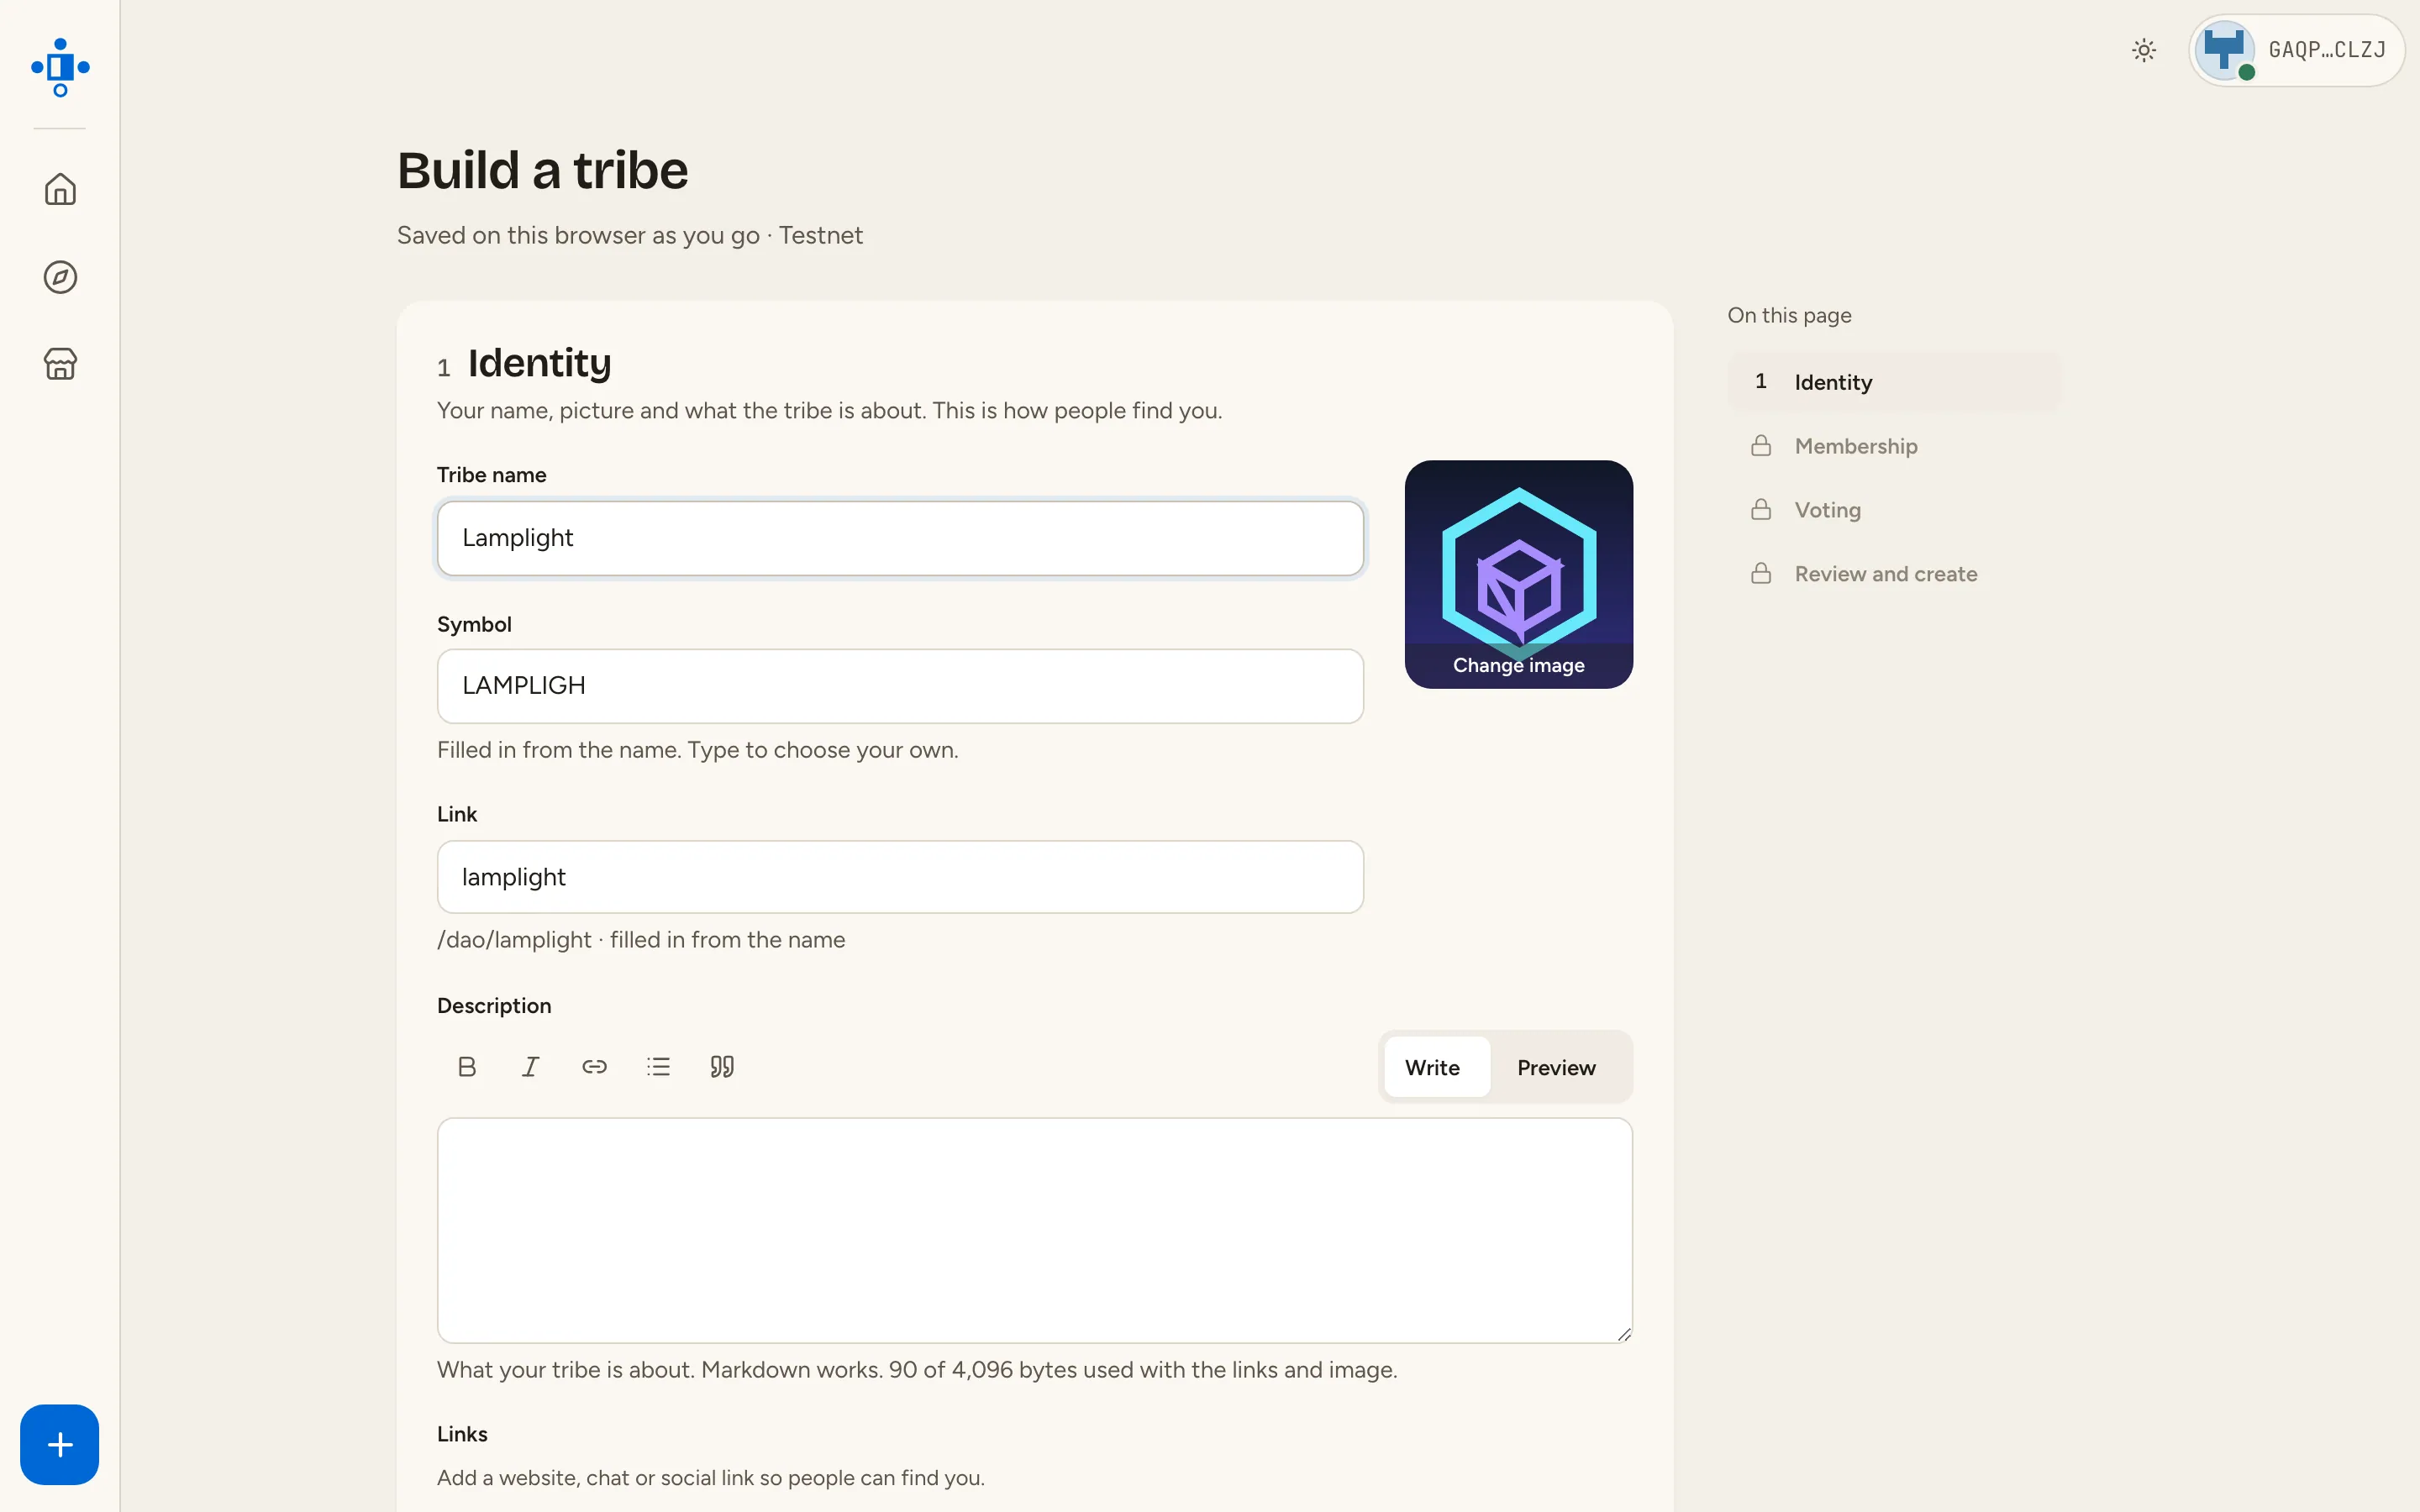 GAQP…CLZJ
Build a tribe
Saved on this browser as you go · Testnet
1 Identity
Your name, picture and what the tribe is about. This is how people find you.
Tribe name
Lamplight
Change image
Symbol
LAMPLIGH
Filled in from the name. Type to choose your own.
Link
lamplight
/dao/lamplight · filled in from the name
Description
Write Preview
What your tribe is about. Markdown works. 90 of 4,096 bytes used with the links and image.
Links
Add a website, chat or social link so people can find you.
On this page
1 Identity
Membership
Voting
Review and create